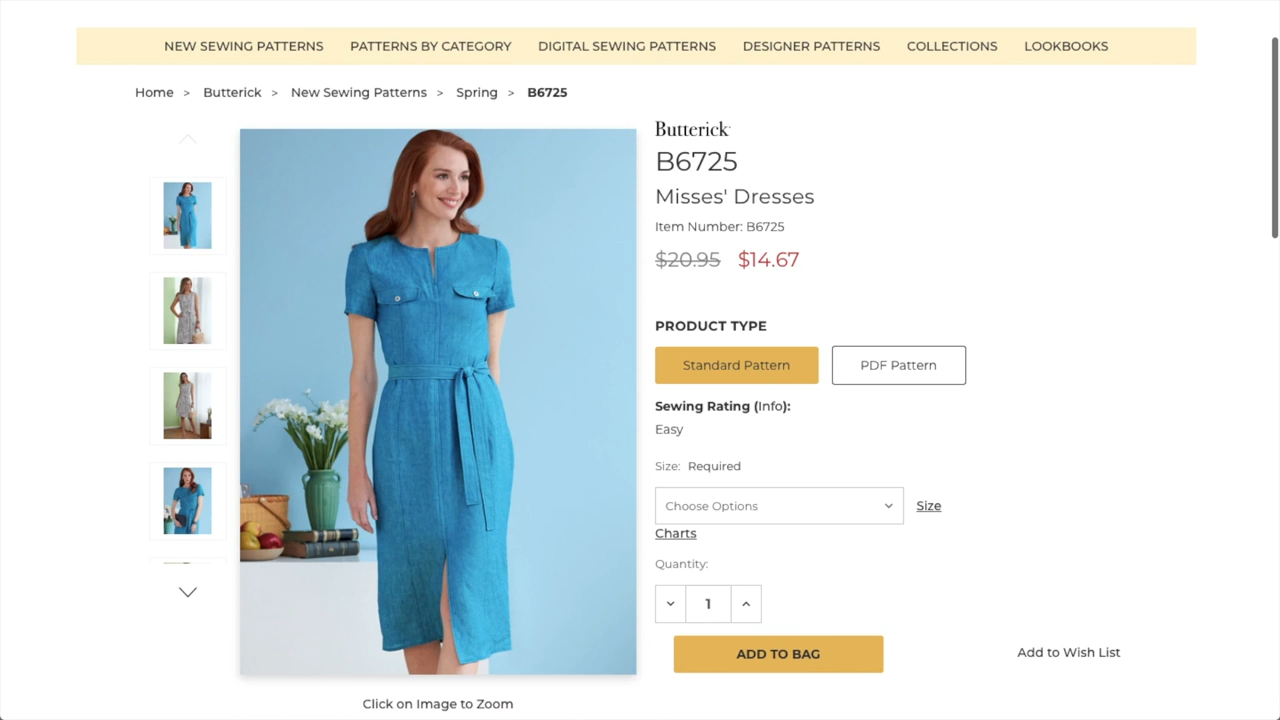 NEW SEWING PATTERNS PATTERNS BY CATEGORY DIGITAL SEWING PATTERNS DESIGNER PATTERNS COLLECTIONS LOOKBOOKS
Home > Butterick > New Sewing Patterns > Spring > B6725
Butterick
B6725
Misses' Dresses
Item Number: B6725
$20.95 $14.67
PRODUCT TYPE
Standard Pattern PDF Pattern
Sewing Rating (Info):
Easy
Size: Required
Choose Options Size
Charts
Quantity:
1
ADD TO BAG Add to Wish List
Click on Image to Zoom